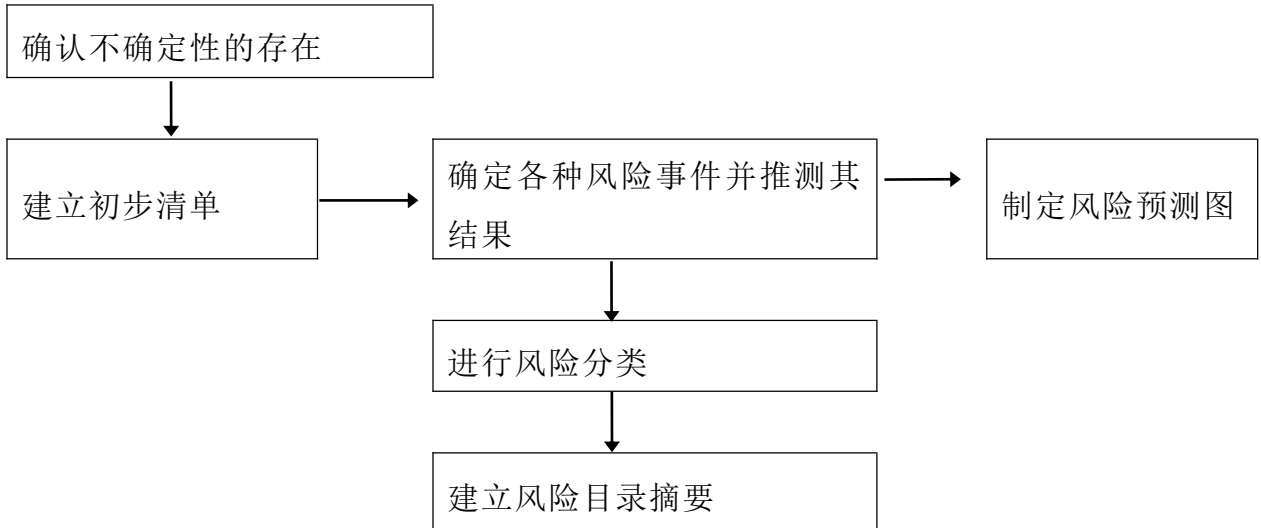 确认不确定性的存在
建立初步清单
确定各种风险事件并推测其
结果
制定风险预测图
进行风险分类
建立风险目录摘要